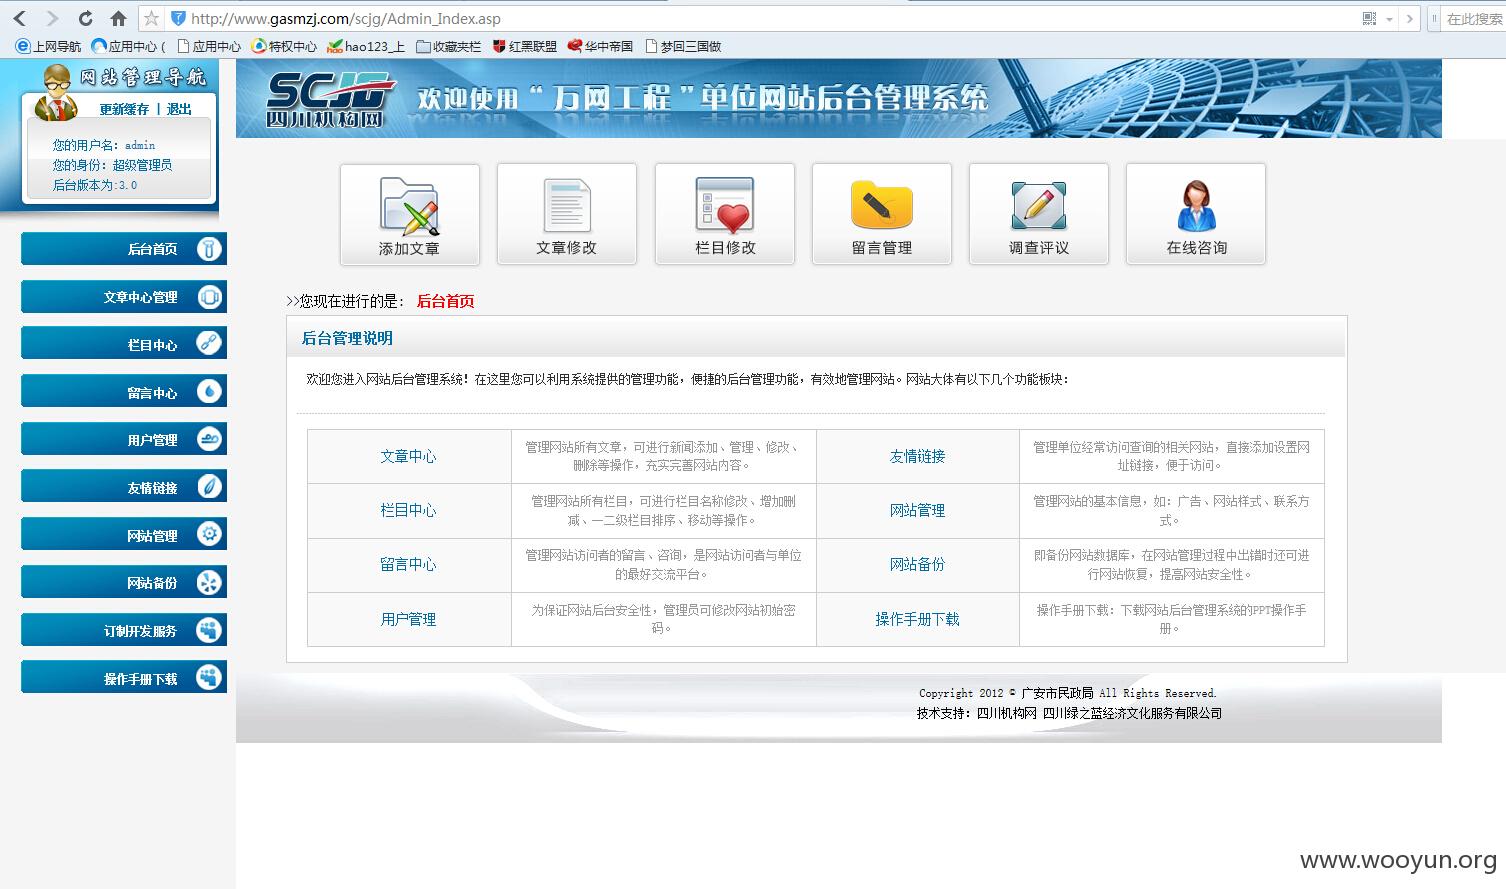 http://www.gasmzj.com/scjg/Admin_Index.asp
在此搜索
上网导航 应用中心 ( 应用中心 特权中心 hao123_上 收藏夹栏 红黑联盟 华中帝国 梦回三国做
网站管理导航
更新缓存 | 退出
您的用户名：admin
您的身份：超级管理员
后台版本为:3.0
后台首页
文章中心管理
栏目中心
留言中心
用户管理
友情链接
网站管理
网站备份
订制开发服务
操作手册下载
SCJG
四川机构网
欢迎使用“万网工程”单位网站后台管理系统
添加文章
文章修改
栏目修改
留言管理
调查评议
在线咨询
>>您现在进行的是： 后台首页
后台管理说明
欢迎您进入网站后台管理系统！在这里您可以利用系统提供的管理功能，便捷的后台管理功能，有效地管理网站。网站大体有以下几个功能板块：
文章中心
管理网站所有文章，可进行新闻添加、管理、修改、
删除等操作，充实完善网站内容。
友情链接
管理单位经常访问查询的相关网站，直接添加设置网
址链接，便于访问。
栏目中心
管理网站所有栏目，可进行栏目名称修改、增加删
减、一二级栏目排序、移动等操作。
网站管理
管理网站的基本信息，如：广告、网站样式、联系方
式。
留言中心
管理网站访问者的留言、咨询，是网站访问者与单位
的最好交流平台。
网站备份
即备份网站数据库，在网站管理过程中出错时还可进
行网站恢复，提高网站安全性。
用户管理
为保证网站后台安全性，管理员可修改网站初始密
码。
操作手册下载
操作手册下载：下载网站后台管理系统的PPT操作手
册。
Copyright 2012 © 广安市民政局 All Rights Reserved.
技术支持：四川机构网 四川绿之蓝经济文化服务有限公司
www.wooyun.org